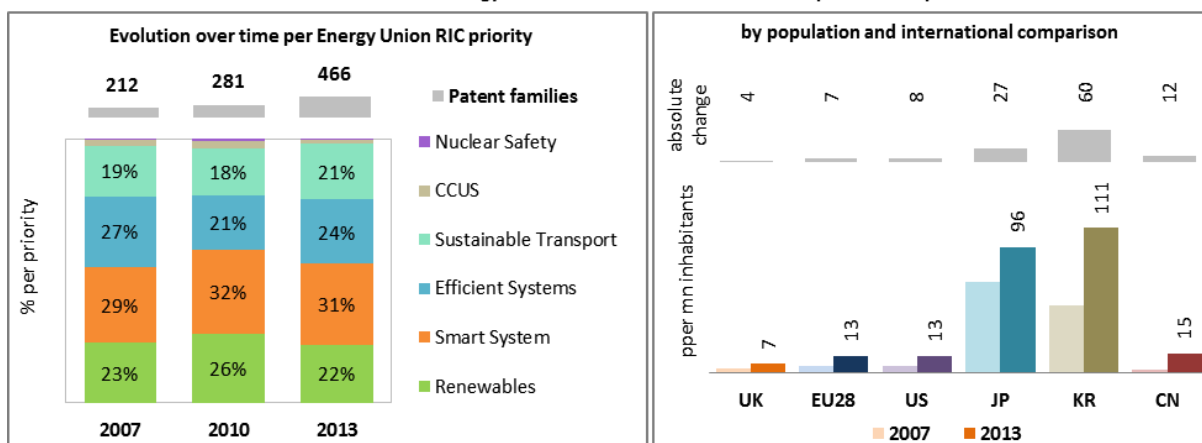 Evolution over time per Energy Union RIC priority
212 281 466
Patent families
Nuclear Safety
CCUS
Sustainable Transport
Efficient Systems
Smart System
Renewables
% per priority
19% 18% 21%
27% 21% 24%
29% 32% 31%
23% 26% 22%
2007 2010 2013
by population and international comparison
absolute
change
4 7 8 27 60 12
pper mn inhabitants
7 13 13 96 111 15
UK EU28 US JP KR CN
2007 2013